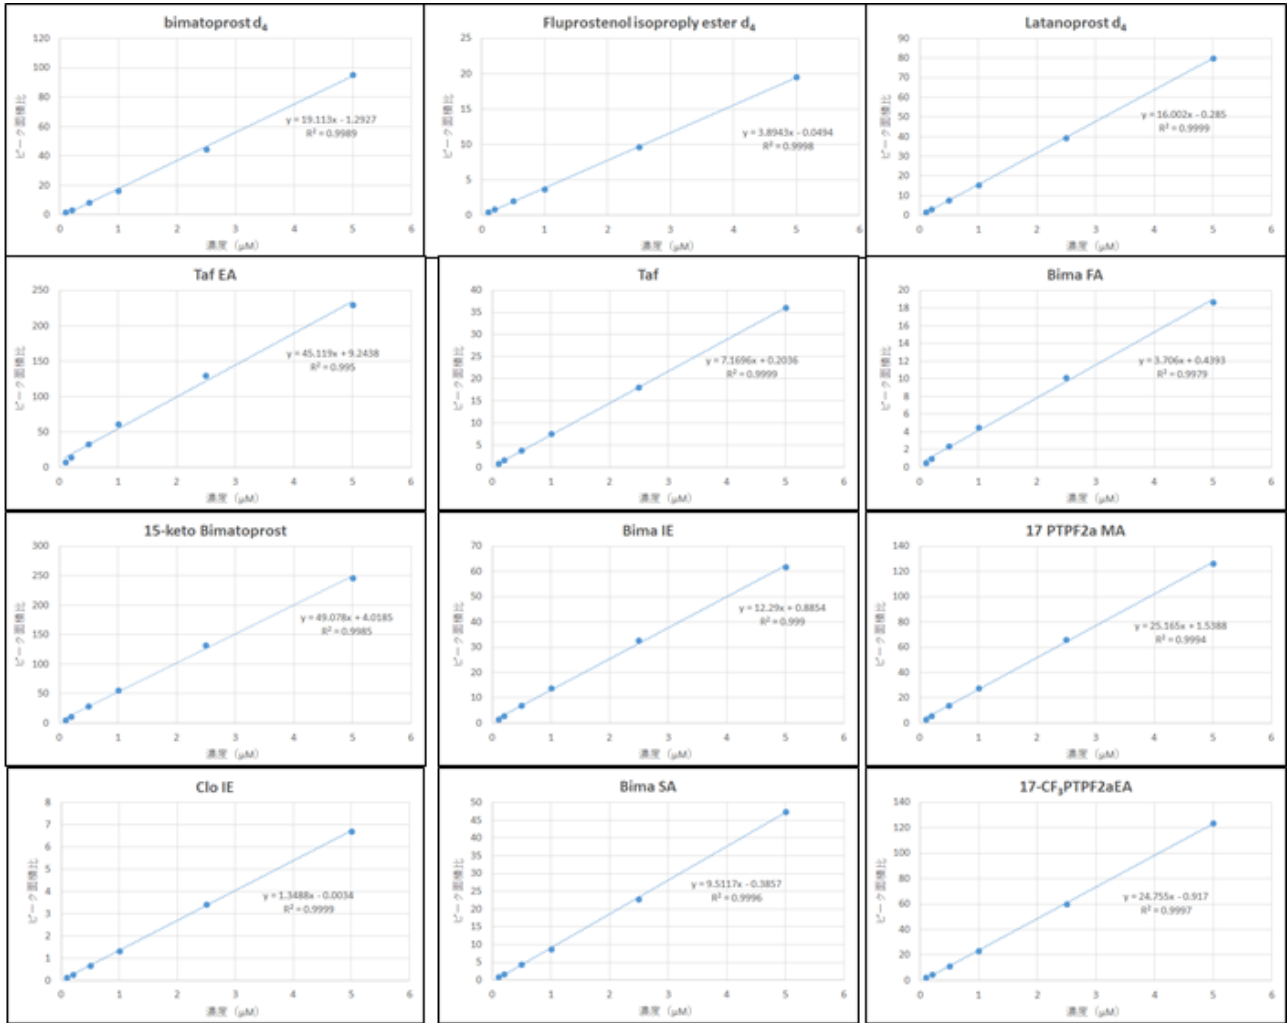 bimatoprost d₄
120
100
80
60
40
20
0
ピーク面積比
y = 19.113x - 1.2927
R² = 0.9989
0 1 2 3 4 5 6
濃度（μM）
Fluprostenol isoproply ester d₄
25
20
15
10
5
0
ピーク面積比
y = 3.8943x - 0.0494
R² = 0.9998
0 1 2 3 4 5 6
濃度（μM）
Latanoprost d₄
90
80
70
60
50
40
30
20
10
0
ピーク面積比
y = 16.002x - 0.285
R² = 0.9999
0 1 2 3 4 5 6
濃度（μM）
Taf EA
250
200
150
100
50
0
ピーク面積比
y = 45.119x + 9.2438
R² = 0.995
0 1 2 3 4 5 6
濃度（μM）
Taf
40
35
30
25
20
15
10
5
0
ピーク面積比
y = 7.1696x + 0.2036
R² = 0.9999
0 1 2 3 4 5 6
濃度（μM）
Bima FA
20
18
16
14
12
10
8
6
4
2
0
ピーク面積比
y = 3.706x + 0.4393
R² = 0.9979
0 1 2 3 4 5 6
濃度（μM）
15-keto Bimatoprost
300
250
200
150
100
50
0
ピーク面積比
y = 49.078x + 4.0185
R² = 0.9985
0 1 2 3 4 5 6
濃度（μM）
Bima IE
70
60
50
40
30
20
10
0
ピーク面積比
y = 12.29x + 0.8854
R² = 0.999
0 1 2 3 4 5 6
濃度（μM）
17 PTPF2a MA
140
120
100
80
60
40
20
0
ピーク面積比
y = 25.165x + 1.5388
R² = 0.9994
0 1 2 3 4 5 6
濃度（μM）
Clo IE
8
7
6
5
4
3
2
1
0
ピーク面積比
y = 1.3488x - 0.0034
R² = 0.9999
0 1 2 3 4 5 6
濃度（μM）
Bima SA
50
45
40
35
30
25
20
15
10
5
0
ピーク面積比
y = 9.5117x - 0.3857
R² = 0.9996
0 1 2 3 4 5 6
濃度（μM）
17-CF₃PTPF2aEA
140
120
100
80
60
40
20
0
ピーク面積比
y = 24.755x - 0.917
R² = 0.9997
0 1 2 3 4 5 6
濃度（μM）